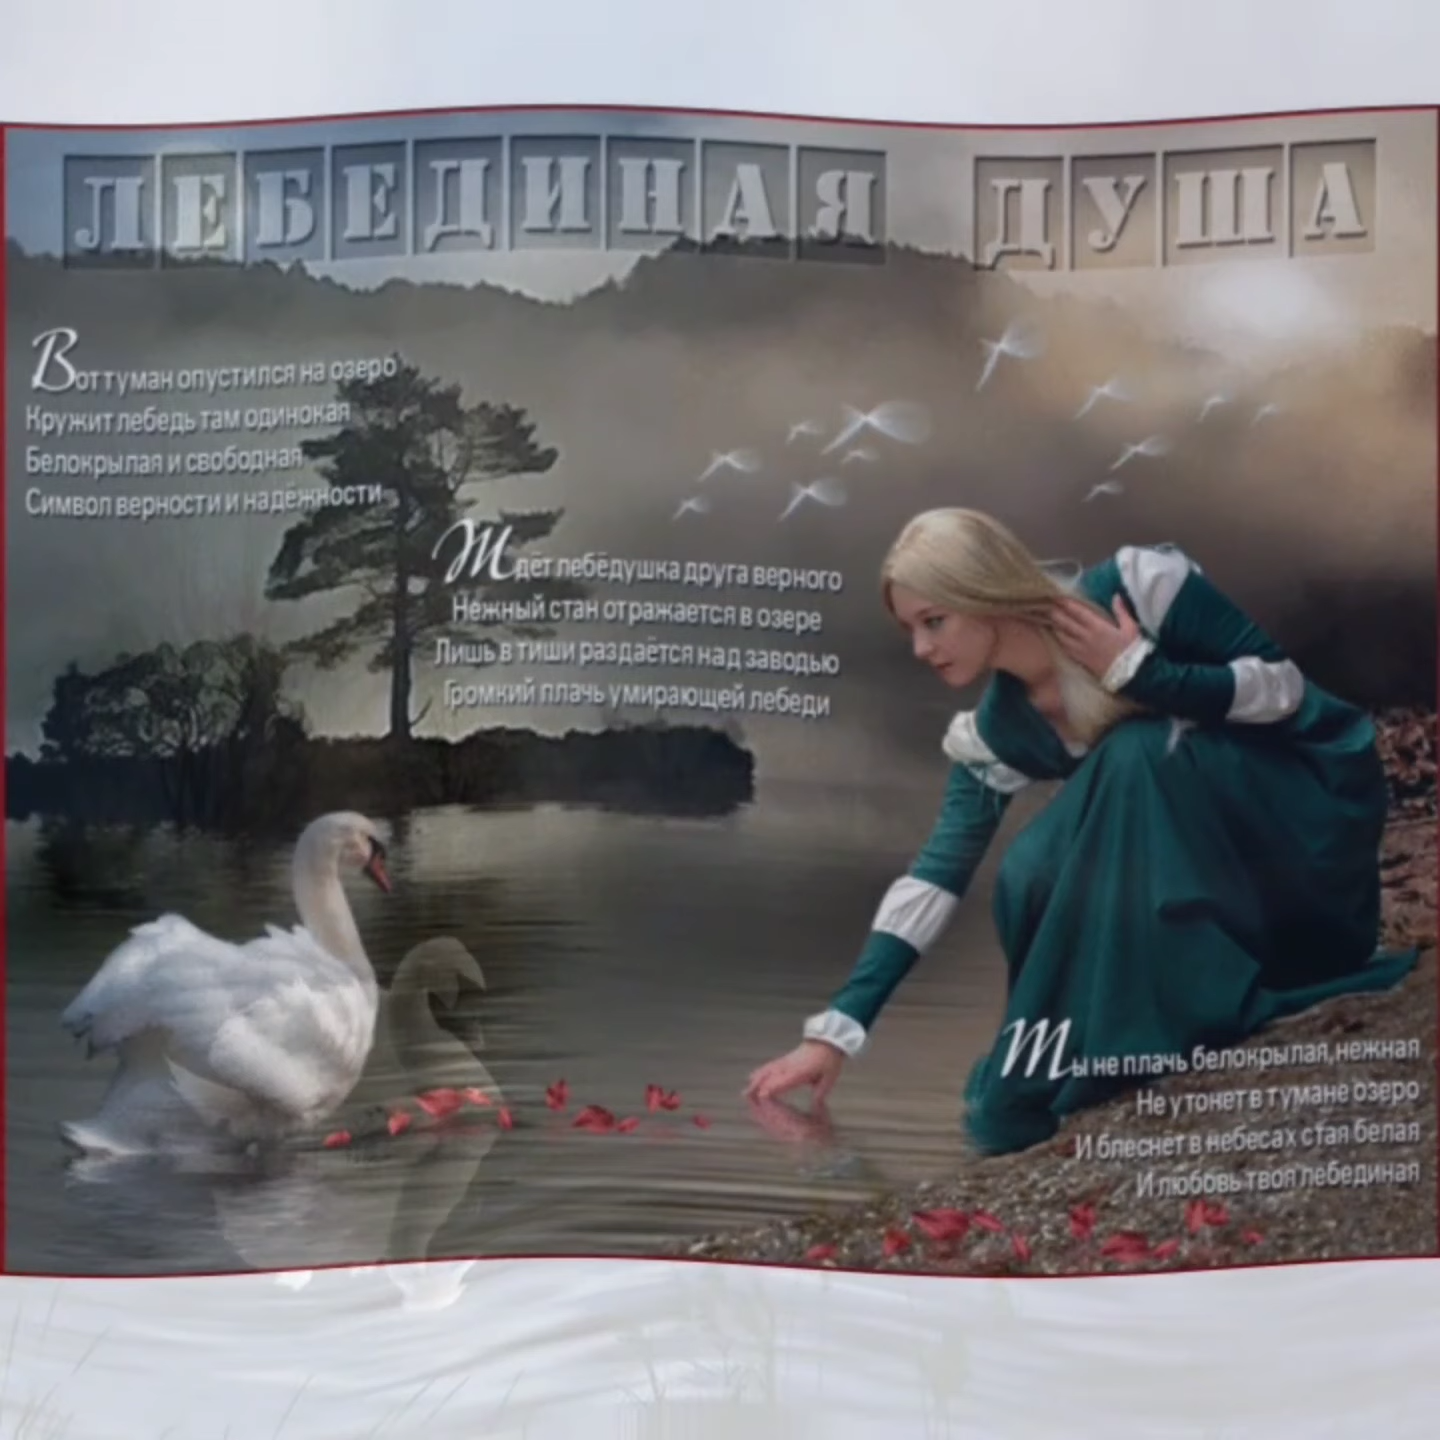 ЛЕБЕДИНАЯ ДУША
Вот туман опустился на озеро
Кружит лебедь там одинокая
Белокрылая и свободная
Символ верности и надёжности
Ждёт лебёдушка друга верного
Нежный стан отражается в озере
Лишь в тиши раздаётся над заводью
Громкий плачь умирающей лебеди
Ты не плачь белокрылая, нежная
Не утонет в тумане озеро
И блеснёт в небесах стая белая
И любовь твоя лебединая